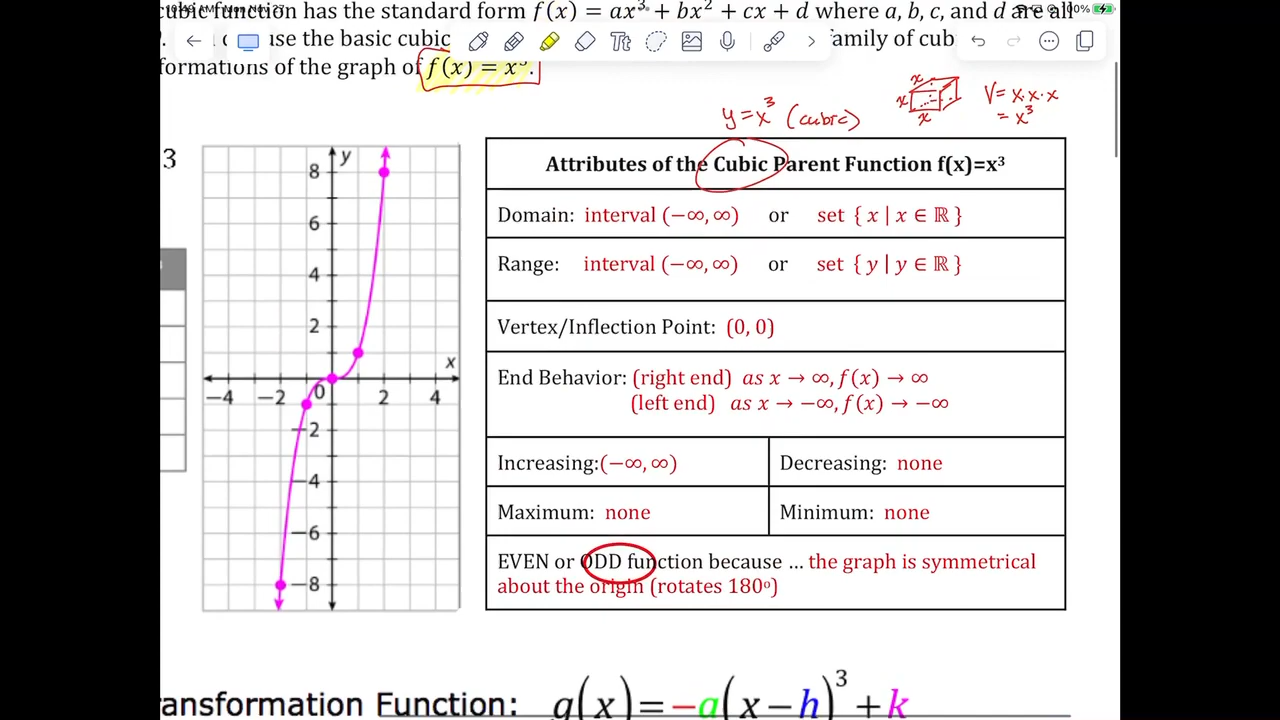 cubic function has the standard form f(x) = ax³ + bx² + cx + d where a, b, c, and d are all
use the basic cubic family of cub
formations of the graph of f(x) = x³.
100%
Tt
y = x³ (cubic)
x
x
x
V = x·x·x
= x³
3
y
8
6
4
2
x
−4
−2
0
2
4
−2
−4
−6
−8
Attributes of the Cubic Parent Function f(x)=x³
Domain: interval (−∞, ∞) or set { x | x ∈ ℝ }
Range: interval (−∞, ∞) or set { y | y ∈ ℝ }
Vertex/Inflection Point: (0, 0)
End Behavior: (right end) as x → ∞, f(x) → ∞
(left end) as x → −∞, f(x) → −∞
Increasing:(−∞, ∞) Decreasing: none
Maximum: none Minimum: none
EVEN or ODD function because … the graph is symmetrical
about the origin (rotates 180º)
ransformation Function: g(x) = −a(x − h)³ + k